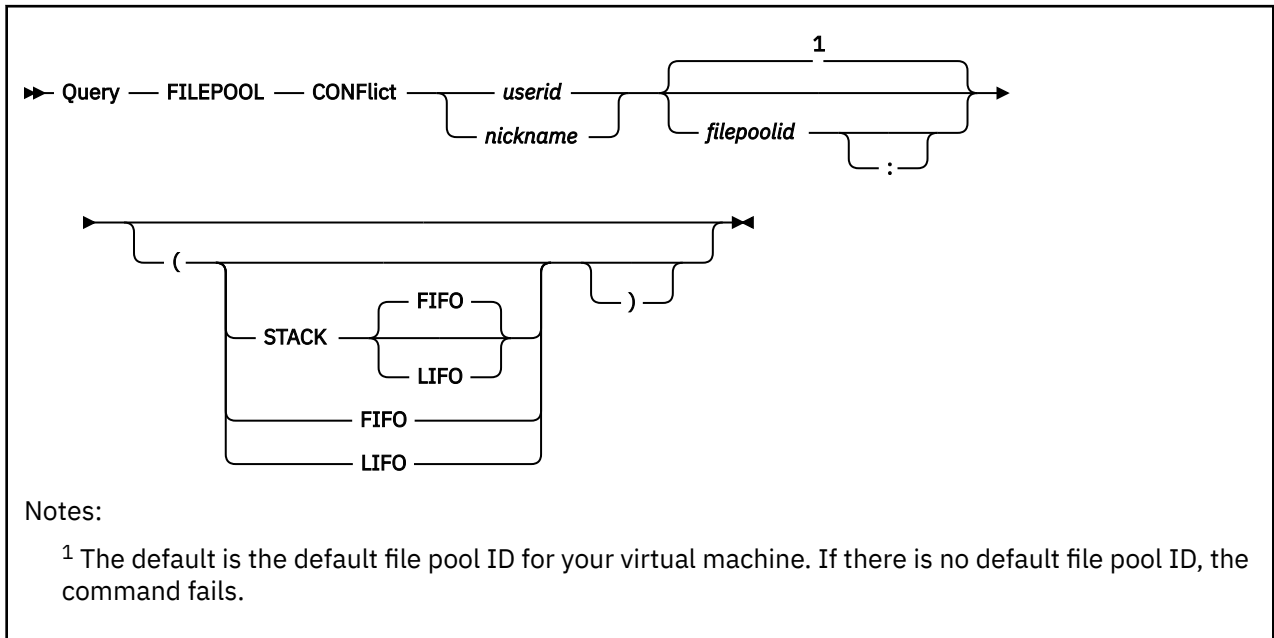 1
Query FILEPOOL CONFlict userid
nickname filepoolid
:
(
FIFO
STACK )
LIFO
FIFO
LIFO
Notes:
1 The default is the default file pool ID for your virtual machine. If there is no default file pool ID, the
command fails.